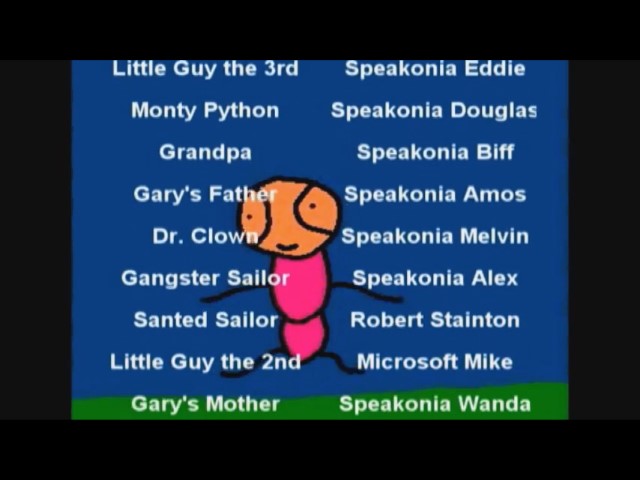 Little Guy the 3rd Speakonia Eddie
Monty Python Speakonia Douglas
Grandpa Speakonia Biff
Gary's Father Speakonia Amos
Dr. Clown Speakonia Melvin
Gangster Sailor Speakonia Alex
Santed Sailor Robert Stainton
Little Guy the 2nd Microsoft Mike
Gary's Mother Speakonia Wanda